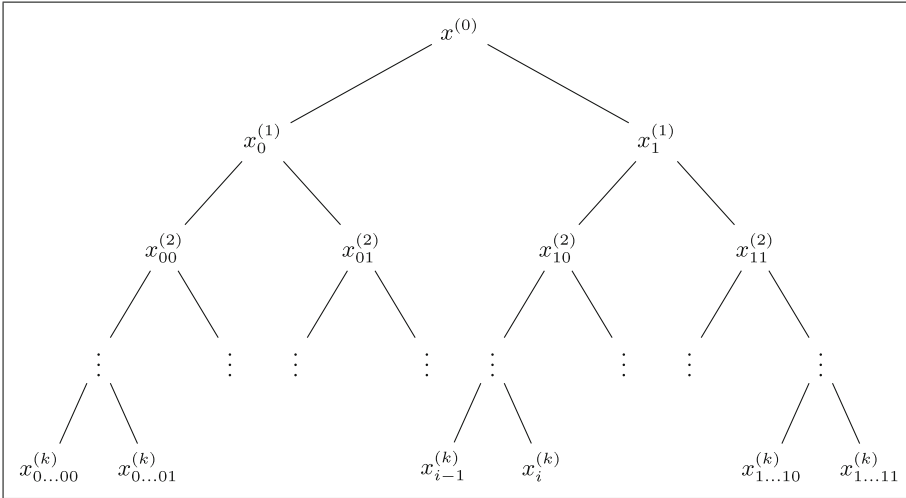 x^{(0)}
x_0^{(1)} x_1^{(1)}
x_{00}^{(2)} x_{01}^{(2)} x_{10}^{(2)} x_{11}^{(2)}
⋮ ⋮ ⋮ ⋮ ⋮ ⋮ ⋮ ⋮
x_{0...00}^{(k)} x_{0...01}^{(k)} x_{i-1}^{(k)} x_i^{(k)} x_{1...10}^{(k)} x_{1...11}^{(k)}